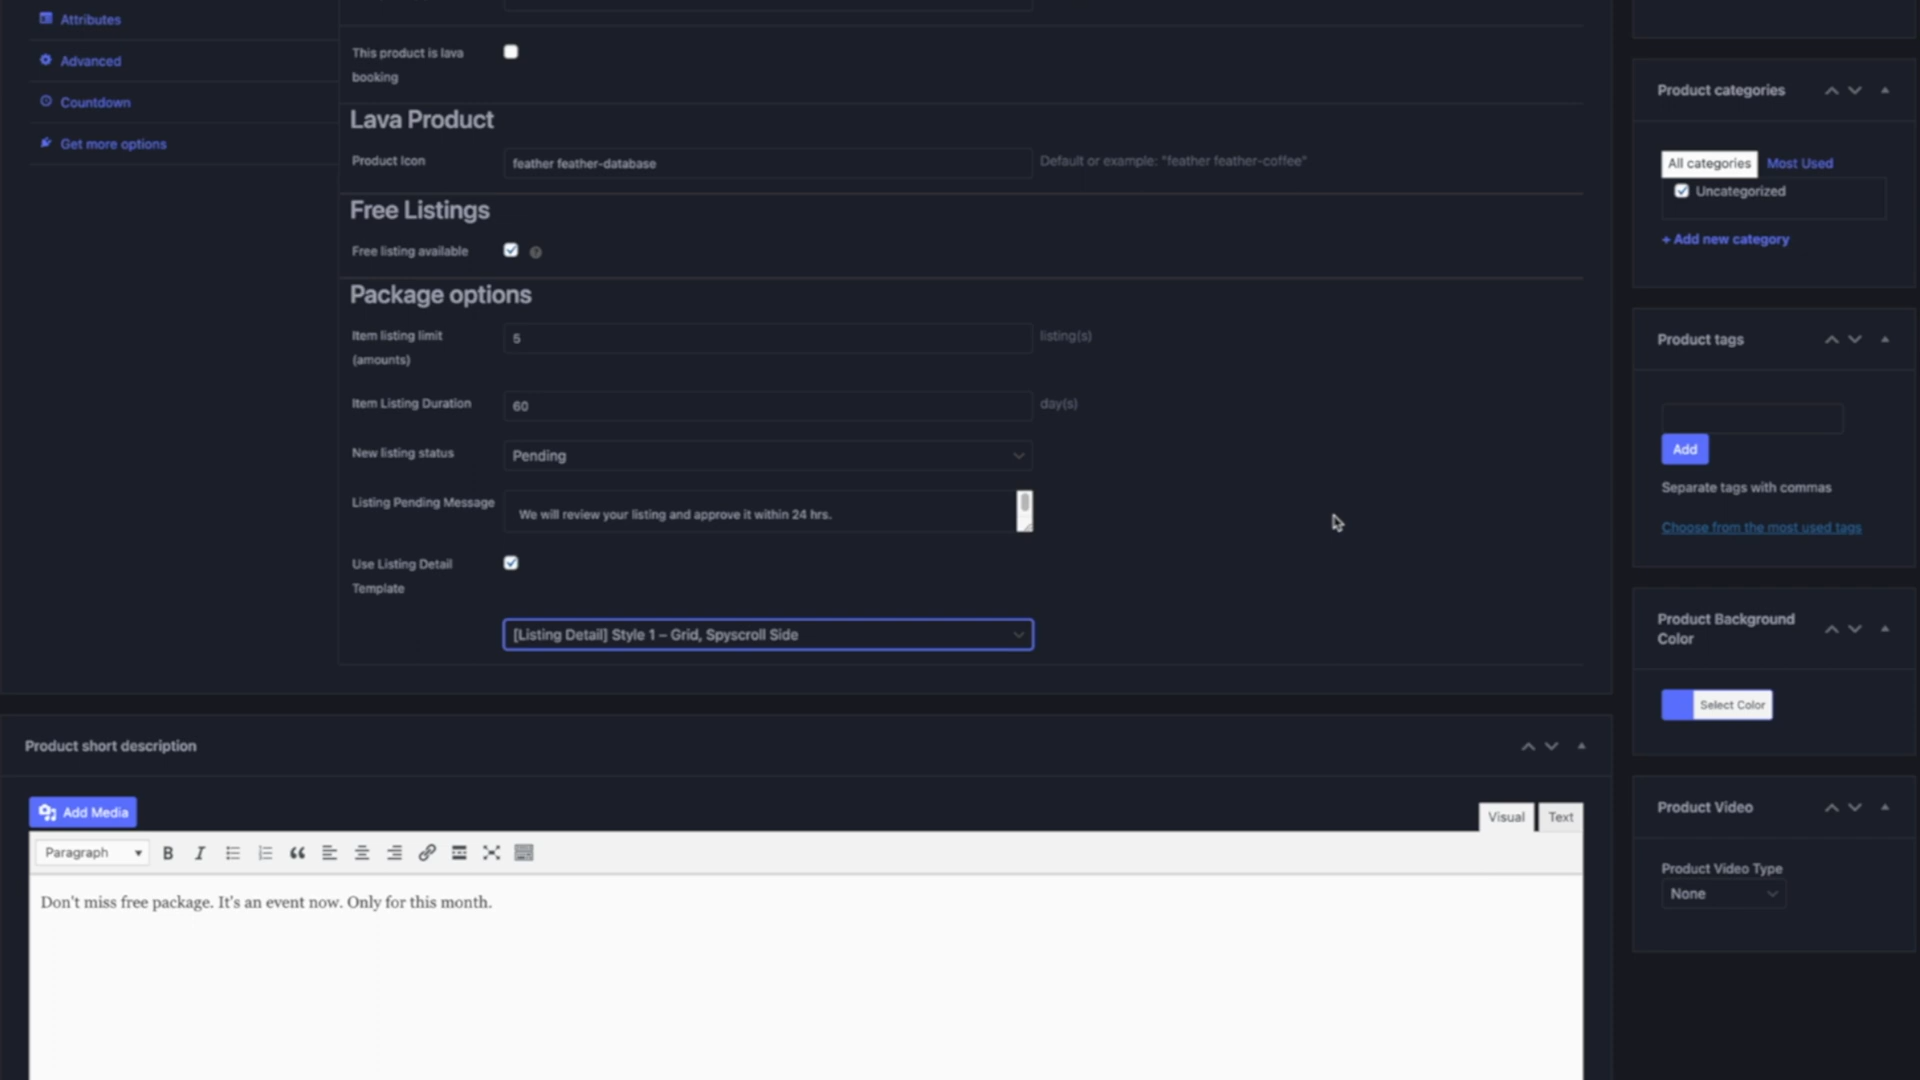 Attributes
Advanced
Countdown
Get more options
This product is lava
booking
Lava Product
Product Icon
feather feather-database
Default or example: "feather feather-coffee"
Free Listings
Free listing available
Package options
Item listing limit
(amounts)
5
listing(s)
Item Listing Duration
60
day(s)
New listing status
Pending
Listing Pending Message
We will review your listing and approve it within 24 hrs.
Use Listing Detail
Template
[Listing Detail] Style 1 – Grid, Spyscroll Side
Product short description
Add Media
Visual
Text
Paragraph
Don't miss free package. It's an event now. Only for this month.
Product categories
All categories
Most Used
Uncategorized
+ Add new category
Product tags
Add
Separate tags with commas
Choose from the most used tags
Product Background
Color
Select Color
Product Video
Product Video Type
None